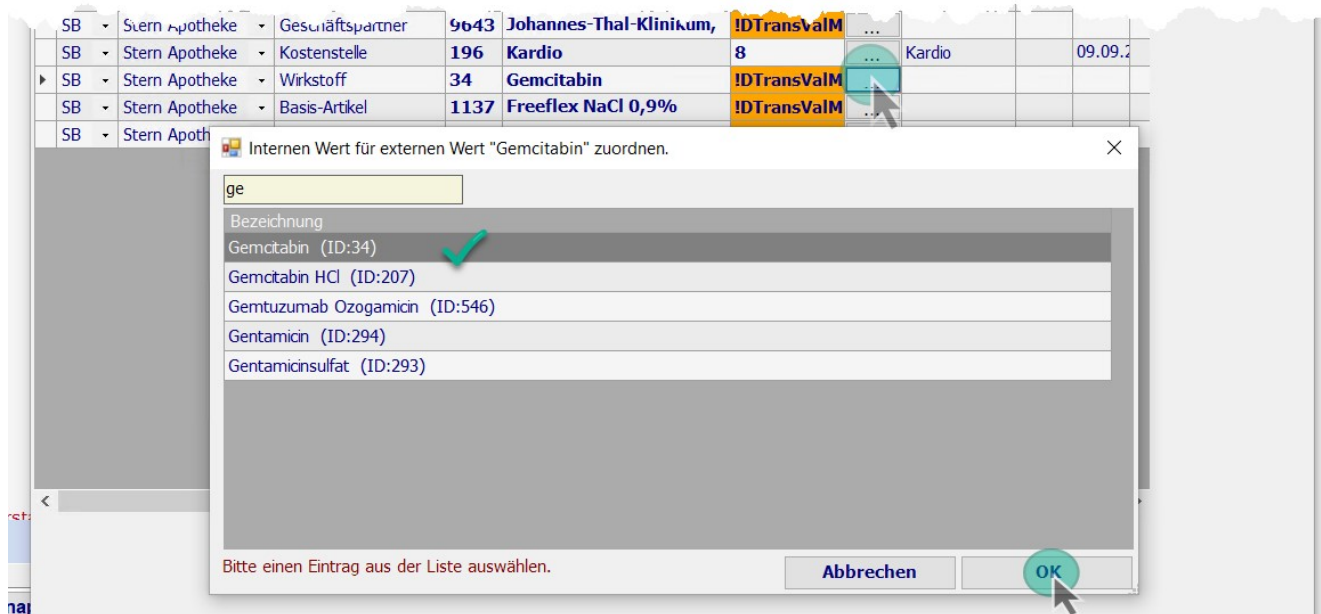 SB Stern Apotheke Geschäftspartner 9643 Johannes-Thal-Klinikum, !DTransValM ...
SB Stern Apotheke Kostenstelle 196 Kardio 8 ... Kardio 09.09.2
SB Stern Apotheke Wirkstoff 34 Gemcitabin !DTransValM ...
SB Stern Apotheke Basis-Artikel 1137 Freeflex NaCl 0,9% !DTransValM ...
SB Stern Apoth
Internen Wert für externen Wert "Gemcitabin" zuordnen.
ge
Bezeichnung
Gemcitabin (ID:34)
Gemcitabin HCl (ID:207)
Gemtuzumab Ozogamicin (ID:546)
Gentamicin (ID:294)
Gentamicinsulfat (ID:293)
Bitte einen Eintrag aus der Liste auswählen.
Abbrechen OK